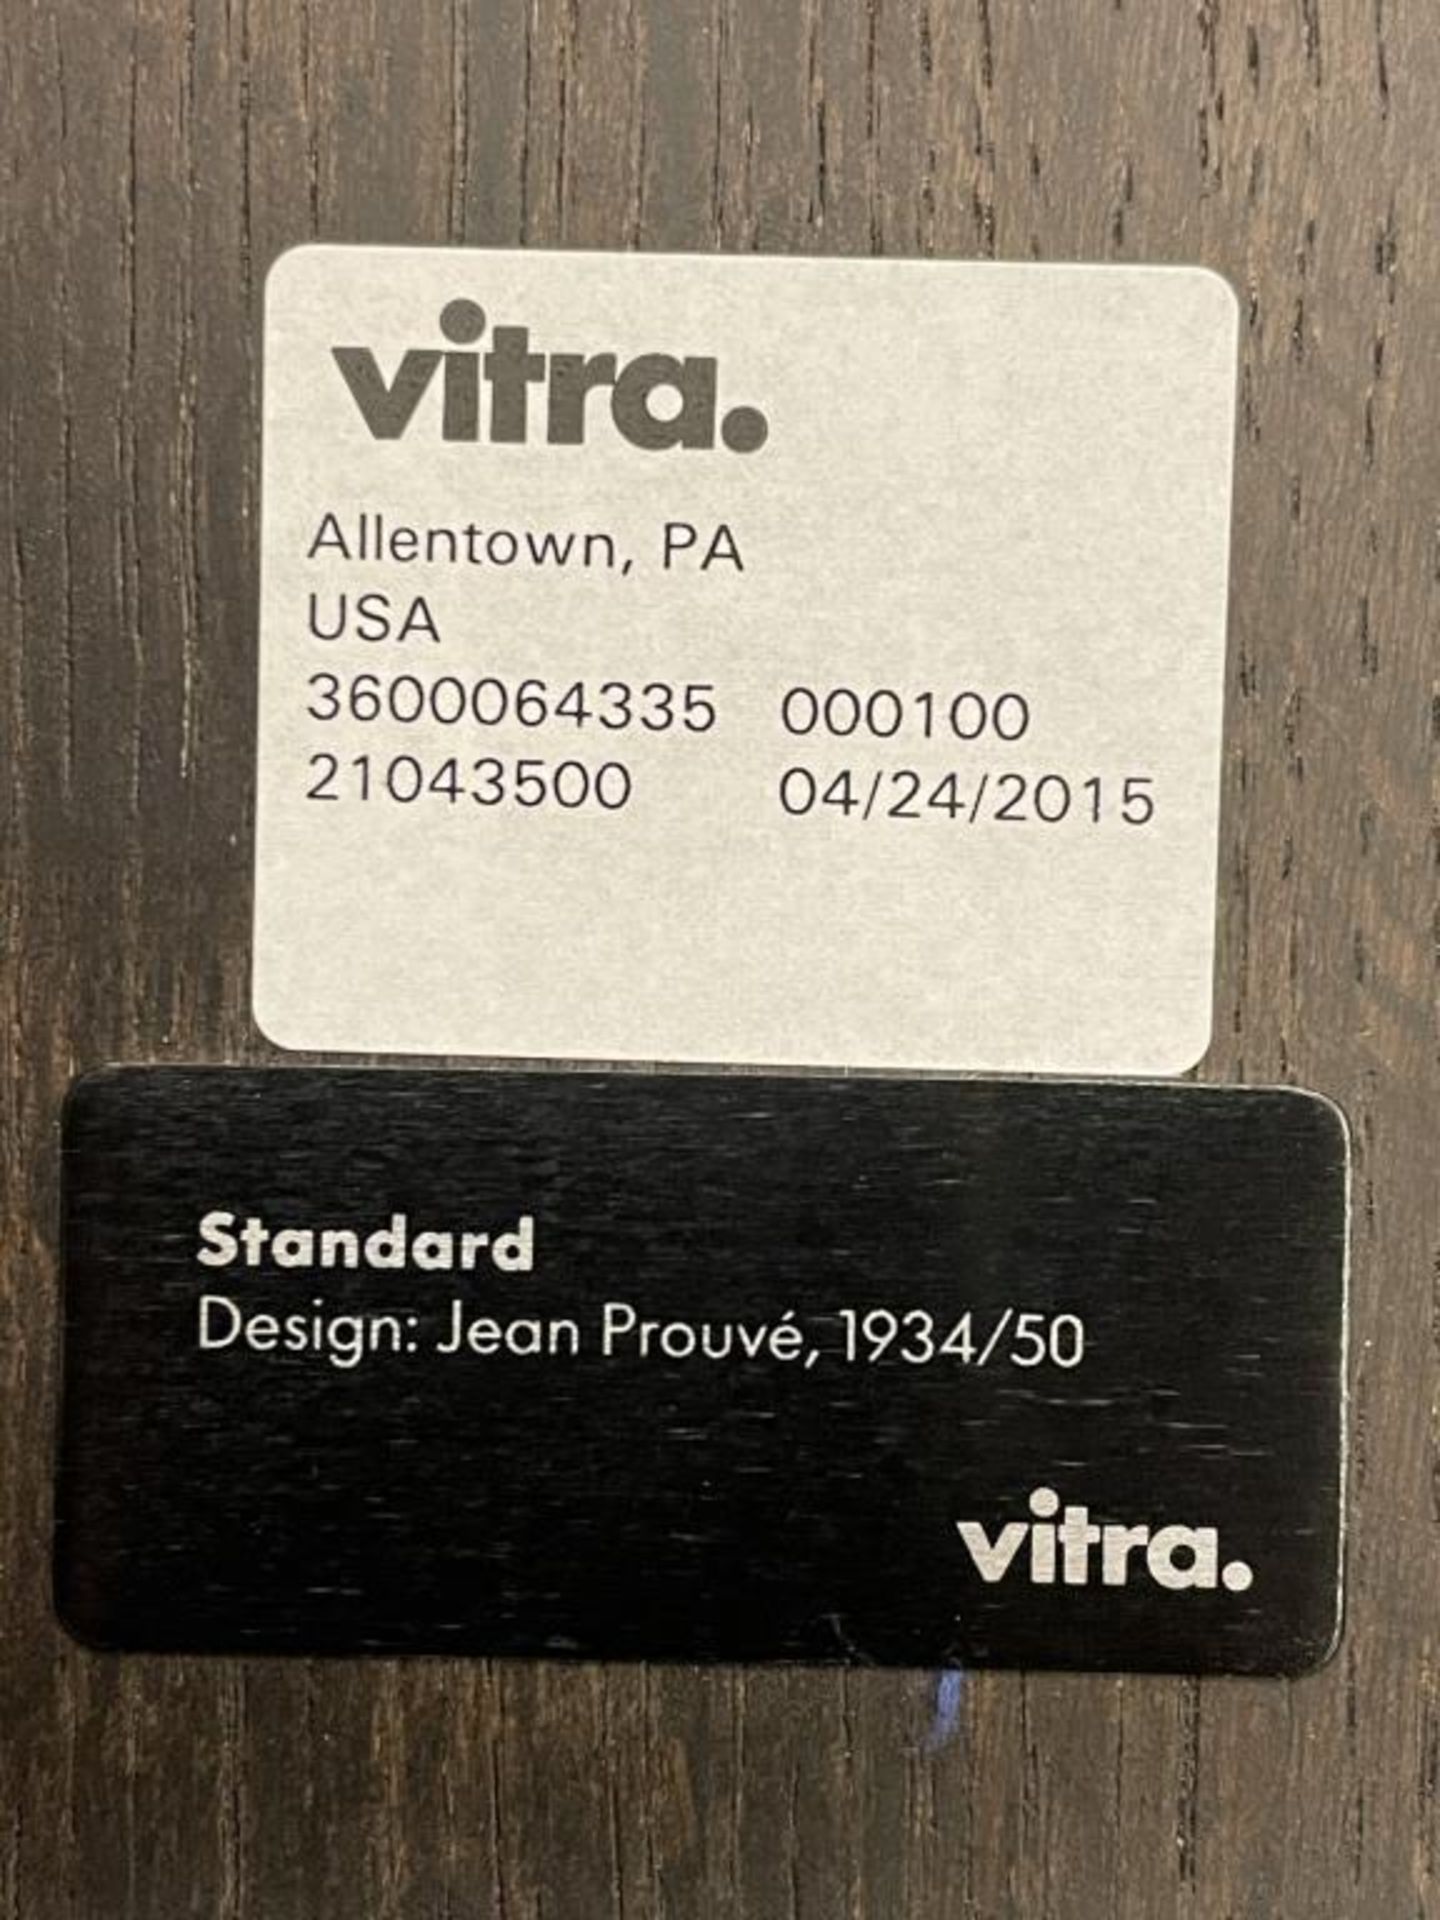 vitra.
Allentown, PA
USA
3600064335 000100
21043500 04/24/2015
Standard
Design: Jean Prouvé, 1934/50
vitra.